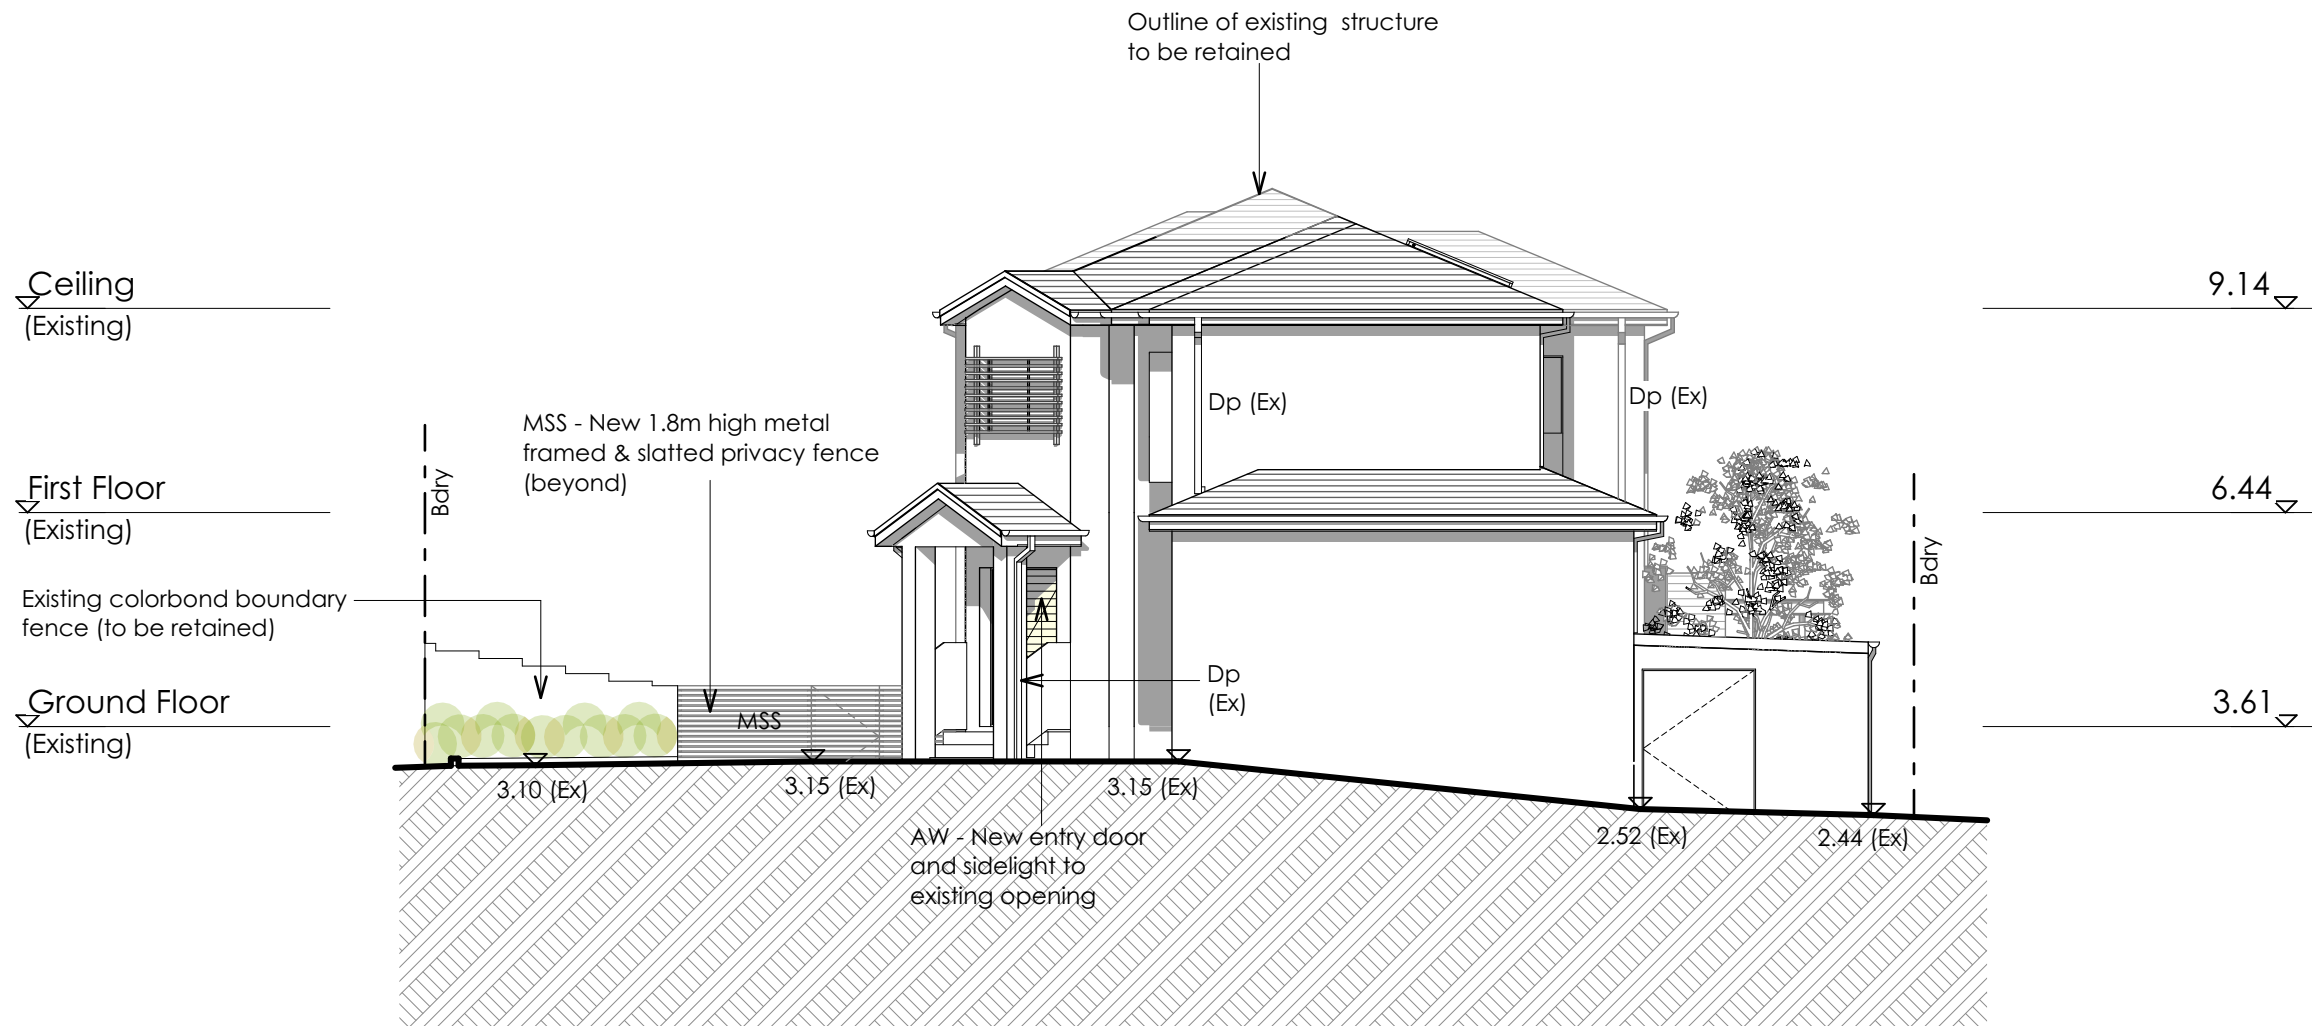 Outline of existing structure
to be retained
Ceiling
(Existing)
9.14
Dp (Ex)
Dp (Ex)
MSS - New 1.8m high metal
framed & slatted privacy fence
(beyond)
First Floor
(Existing)
Bdry
6.44
Bdry
Existing colorbond boundary
fence (to be retained)
Dp
(Ex)
Ground Floor
(Existing)
MSS
3.61
3.10 (Ex)
3.15 (Ex)
3.15 (Ex)
2.52 (Ex)
2.44 (Ex)
AW - New entry door
and sidelight to
existing opening